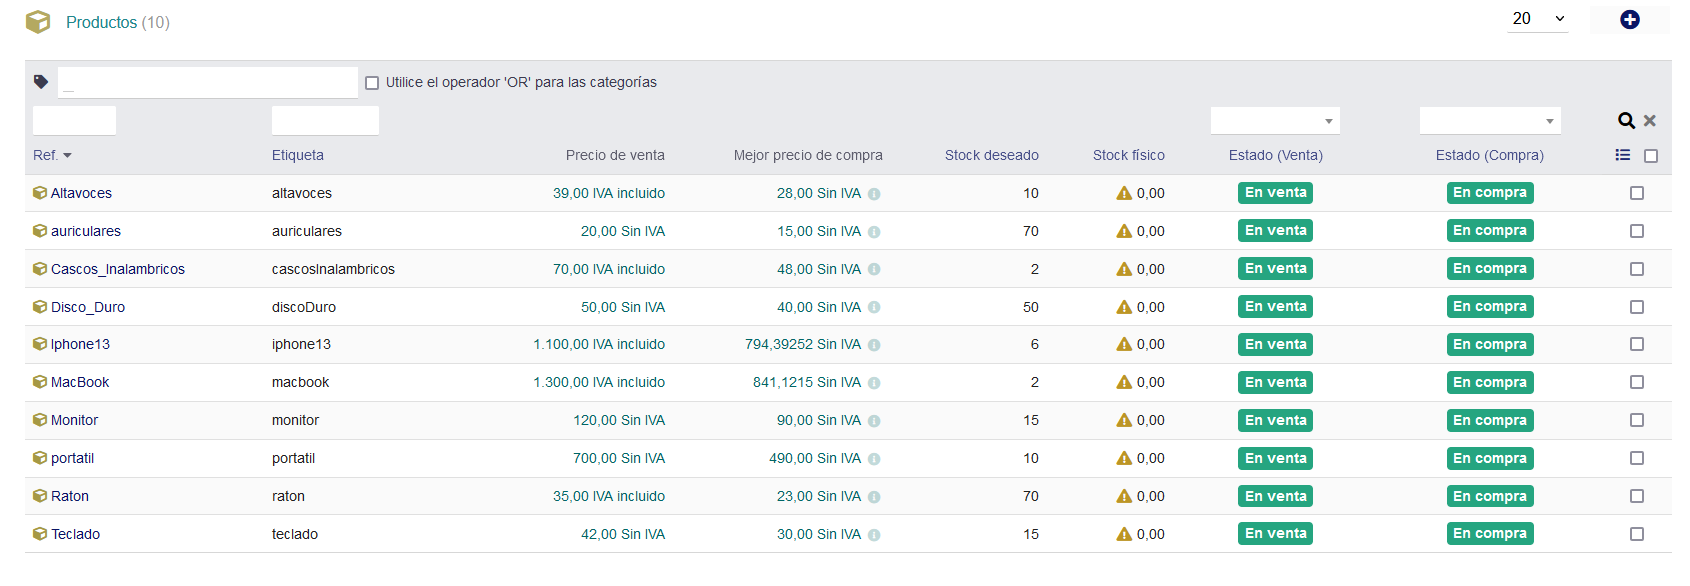 Productos (10) 20
_ Utilice el operador 'OR' para las categorías
Ref. Etiqueta Precio de venta Mejor precio de compra Stock deseado Stock físico Estado (Venta) Estado (Compra)
Altavoces altavoces 39,00 IVA incluido 28,00 Sin IVA 10 0,00 En venta En compra
auriculares auriculares 20,00 Sin IVA 15,00 Sin IVA 70 0,00 En venta En compra
Cascos_Inalambricos cascosInalambricos 70,00 IVA incluido 48,00 Sin IVA 2 0,00 En venta En compra
Disco_Duro discoDuro 50,00 Sin IVA 40,00 Sin IVA 50 0,00 En venta En compra
Iphone13 iphone13 1.100,00 IVA incluido 794,39252 Sin IVA 6 0,00 En venta En compra
MacBook macbook 1.300,00 IVA incluido 841,1215 Sin IVA 2 0,00 En venta En compra
Monitor monitor 120,00 Sin IVA 90,00 Sin IVA 15 0,00 En venta En compra
portatil portatil 700,00 Sin IVA 490,00 Sin IVA 10 0,00 En venta En compra
Raton raton 35,00 IVA incluido 23,00 Sin IVA 70 0,00 En venta En compra
Teclado teclado 42,00 Sin IVA 30,00 Sin IVA 15 0,00 En venta En compra